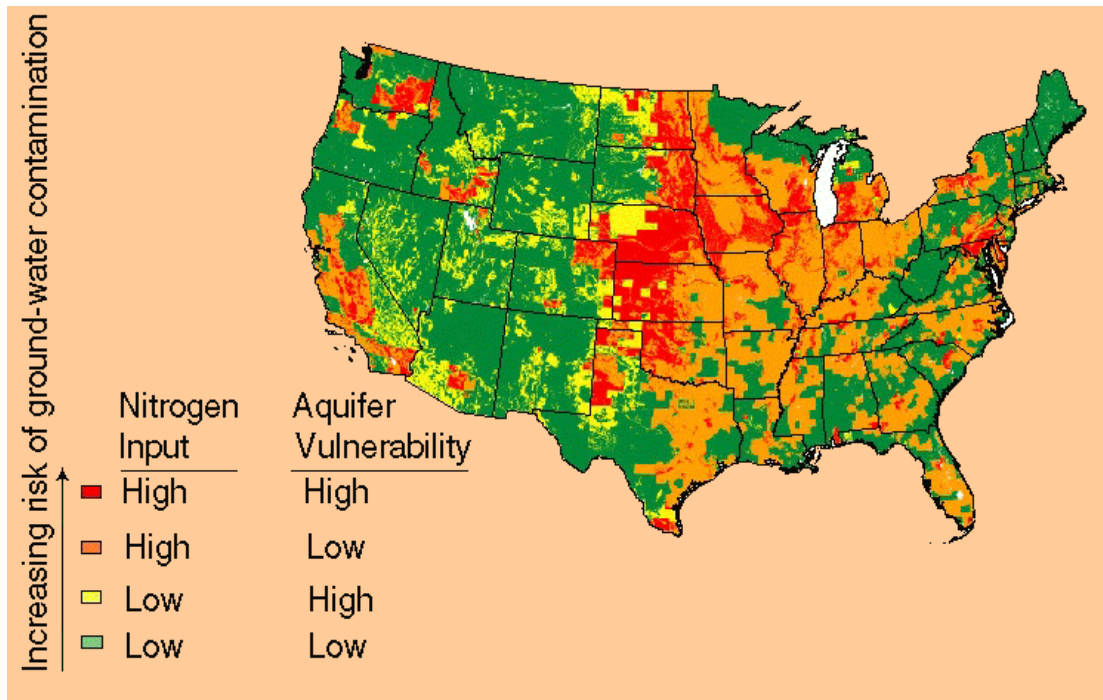 Increasing risk of ground-water contamination
Nitrogen Aquifer
Input Vulnerability
High High
High Low
Low High
Low Low